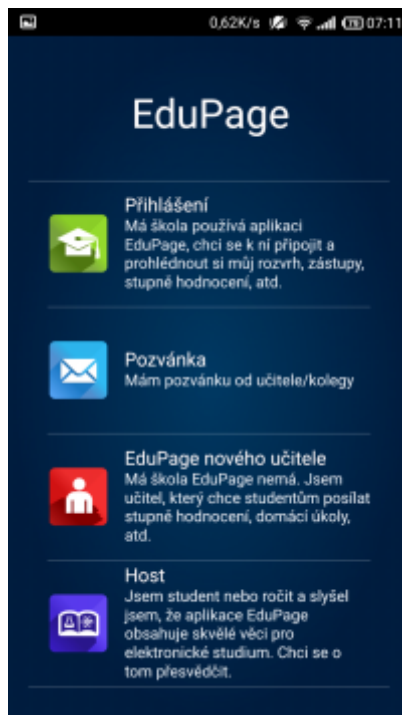 0,62K/s 79 07:11
EduPage
Přihlášení
Má škola používá aplikaci
EduPage, chci se k ní připojit a
prohlédnout si můj rozvrh, zástupy,
stupně hodnocení, atd.
Pozvánka
Mám pozvánku od učitele/kolegy
EduPage nového učitele
Má škola EduPage nemá. Jsem
učitel, který chce studentům posílat
stupně hodnocení, domácí úkoly,
atd.
Host
Jsem student nebo ročit a slyšel
jsem, že aplikace EduPage
obsahuje skvělé věci pro
elektronické studium. Chci se o
tom přesvědčit.